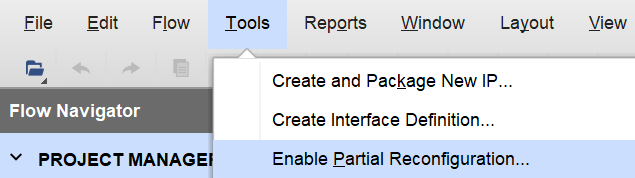 File Edit Flow Tools Reports Window Layout View
Create and Package New IP...
Flow Navigator
Create Interface Definition...
PROJECT MANAGER
Enable Partial Reconfiguration...